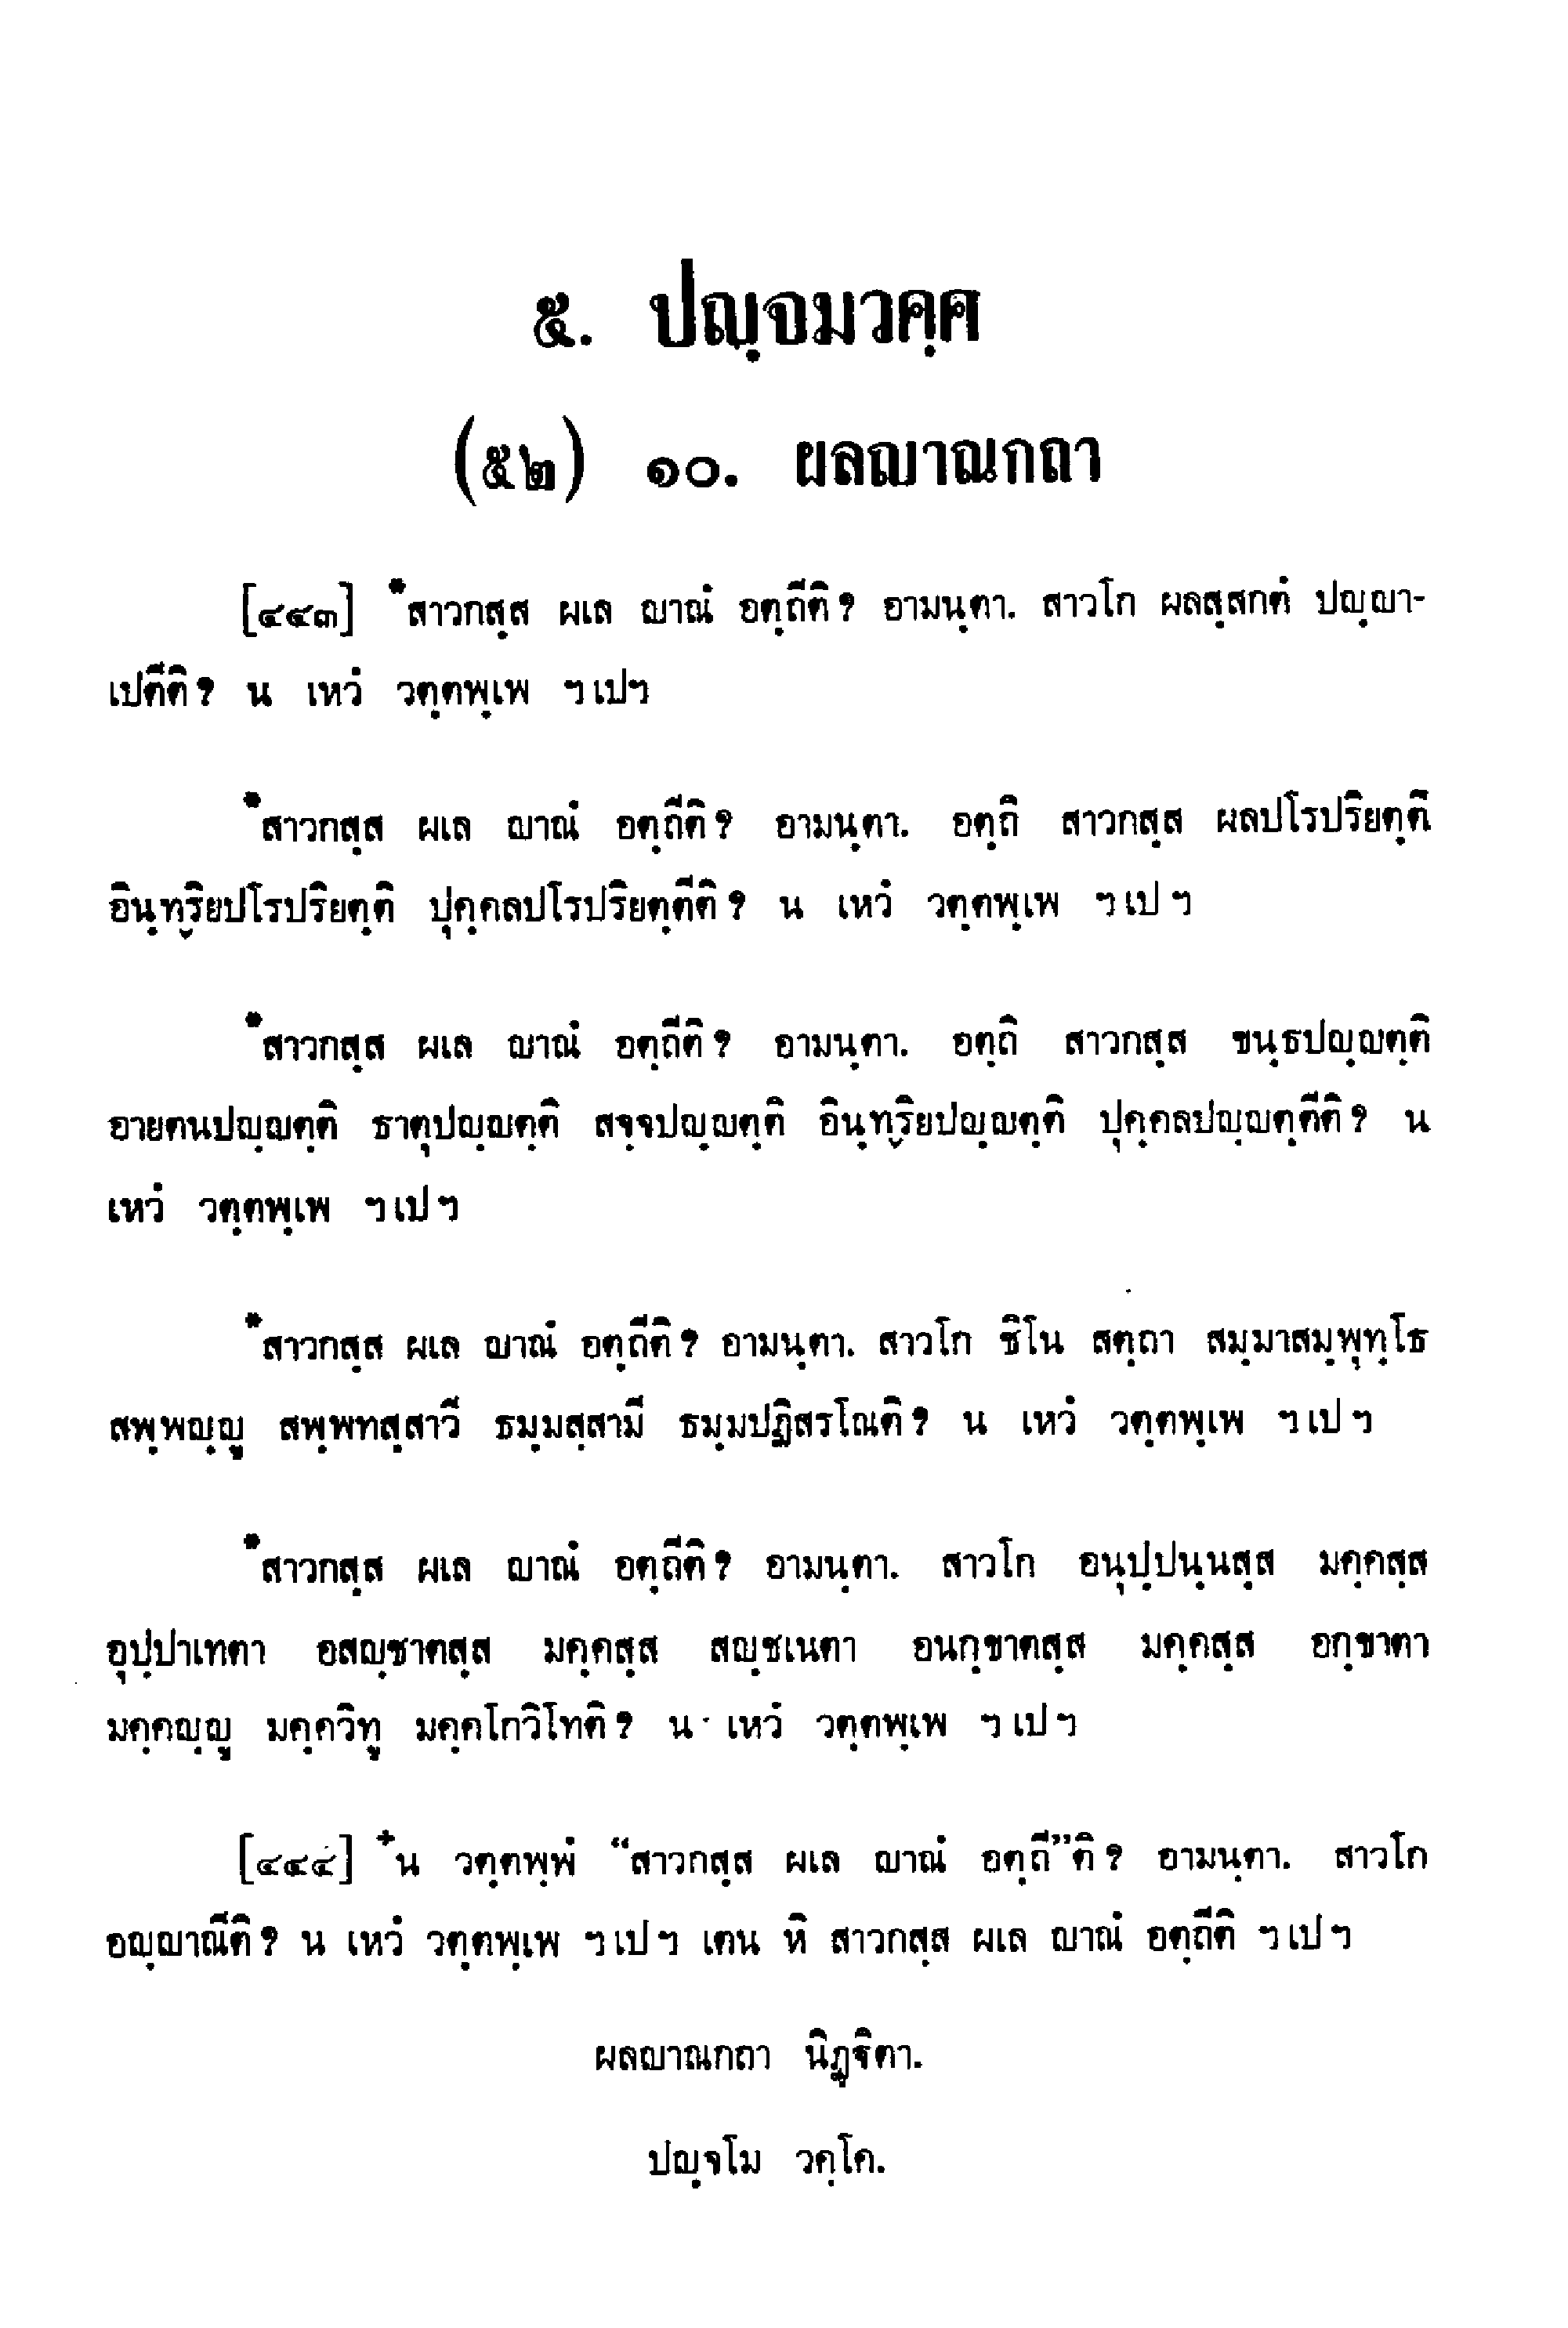 ๕. ปญฺจมวคฺค
(๕๒) ๑๐. ผลญาณกถา
[๔๔๓] *สาวกสฺส ผเล ญาณํ อตฺถีติ? อามนฺตา. สาวโก ผลสฺสกตํ ปญฺญา-
เปตีติ? น เหวํ วตฺตพฺเพ ฯเปฯ
*สาวกสฺส ผเล ญาณํ อตฺถีติ? อามนฺตา. อตฺถิ สาวกสฺส ผลปโรปริยตฺติ
อินฺทฺริยปโรปริยตฺติ ปุคฺคลปโรปริยตฺตีติ? น เหวํ วตฺตพฺเพ ฯเปฯ
*สาวกสฺส ผเล ญาณํ อตฺถีติ? อามนฺตา. อตฺถิ สาวกสฺส ขนฺธปญฺญตฺติ
อายตนปญฺญตฺติ ธาตุปญฺญตฺติ สจฺจปญฺญตฺติ อินฺทฺริยปญฺญตฺติ ปุคฺคลปญฺญตฺตีติ? น
เหวํ วตฺตพฺเพ ฯเปฯ
*สาวกสฺส ผเล ญาณํ อตฺถีติ? อามนฺตา. สาวโก ชิโน สตฺถา สมฺมาสมฺพุทฺโธ
สพฺพญฺญู สพฺพทสฺสาวี ธมฺมสฺสามี ธมฺมปฏิสรโณติ? น เหวํ วตฺตพฺเพ ฯเปฯ
*สาวกสฺส ผเล ญาณํ อตฺถีติ? อามนฺตา. สาวโก อนุปฺปนฺนสฺส มคฺคสฺส
อุปฺปาเทตา อสญฺชาตสฺส มคฺคสฺส สญฺชเนตา อนกฺขาตสฺส มคฺคสฺส อกฺขาตา
มคฺคญฺญู มคฺควิทู มคฺคโกวิโทติ? น เหวํ วตฺตพฺเพ ฯเปฯ
[๔๔๔] +น วตฺตพฺพํ “สาวกสฺส ผเล ญาณํ อตฺถี”ติ? อามนฺตา. สาวโก
อญฺญาณีติ? น เหวํ วตฺตพฺเพ ฯเปฯ เตน หิ สาวกสฺส ผเล ญาณํ อตฺถีติ ฯเปฯ
ผลญาณกถา นิฏฺฐิตา.
ปญฺจโม วคฺโค.